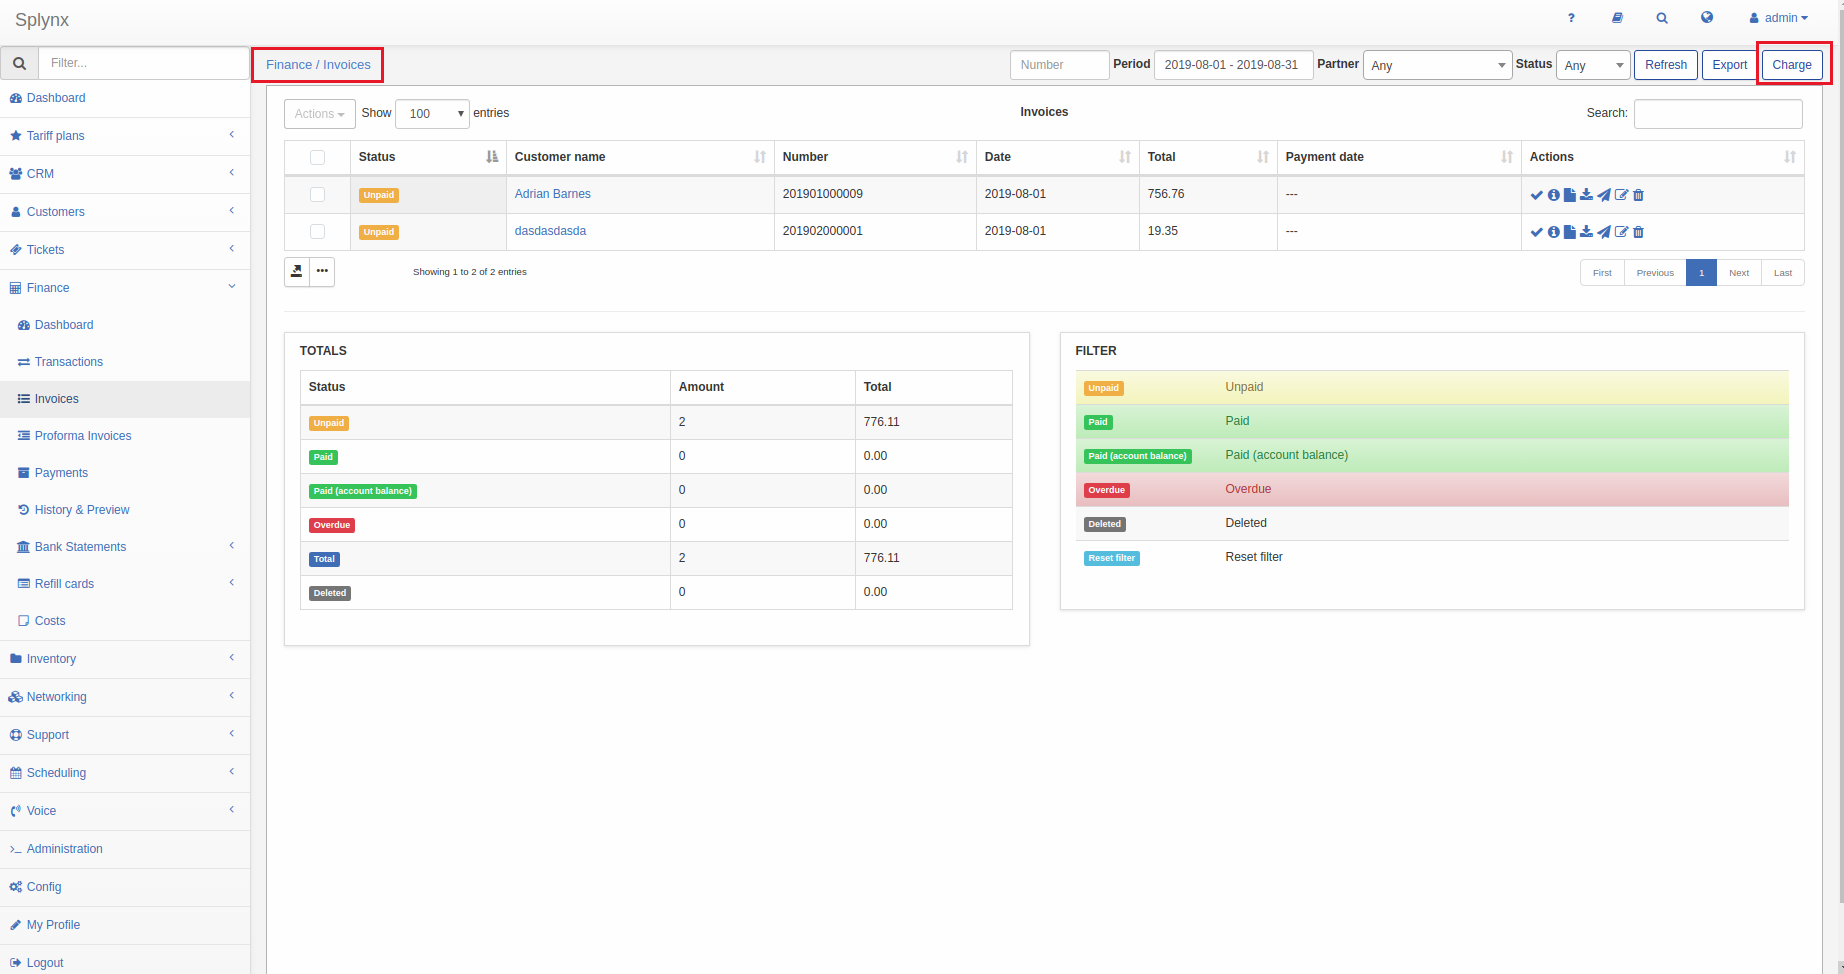 Splynx
? admin
Filter...
Finance / Invoices
Number Period 2019-08-01 - 2019-08-31 Partner Any Status Any Refresh Export Charge
Dashboard
Tariff plans
CRM
Customers
Tickets
Finance
Dashboard
Transactions
Invoices
Proforma Invoices
Payments
History & Preview
Bank Statements
Refill cards
Costs
Inventory
Networking
Support
Scheduling
Voice
Administration
Config
My Profile
Logout
Actions Show 100 entries Invoices Search:
Status Customer name Number Date Total Payment date Actions
Unpaid Adrian Barnes 201901000009 2019-08-01 756.76 ---
Unpaid dasdasdasda 201902000001 2019-08-01 19.35 ---
Showing 1 to 2 of 2 entries First Previous 1 Next Last
TOTALS
Status Amount Total
Unpaid 2 776.11
Paid 0 0.00
Paid (account balance) 0 0.00
Overdue 0 0.00
Total 2 776.11
Deleted 0 0.00
FILTER
Unpaid Unpaid
Paid Paid
Paid (account balance) Paid (account balance)
Overdue Overdue
Deleted Deleted
Reset filter Reset filter